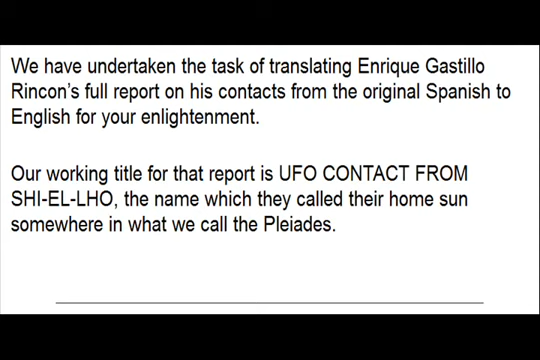 We have undertaken the task of translating Enrique Gastillo
Rincon's full report on his contacts from the original Spanish to
English for your enlightenment.
Our working title for that report is UFO CONTACT FROM
SHI-EL-LHO, the name which they called their home sun
somewhere in what we call the Pleiades.